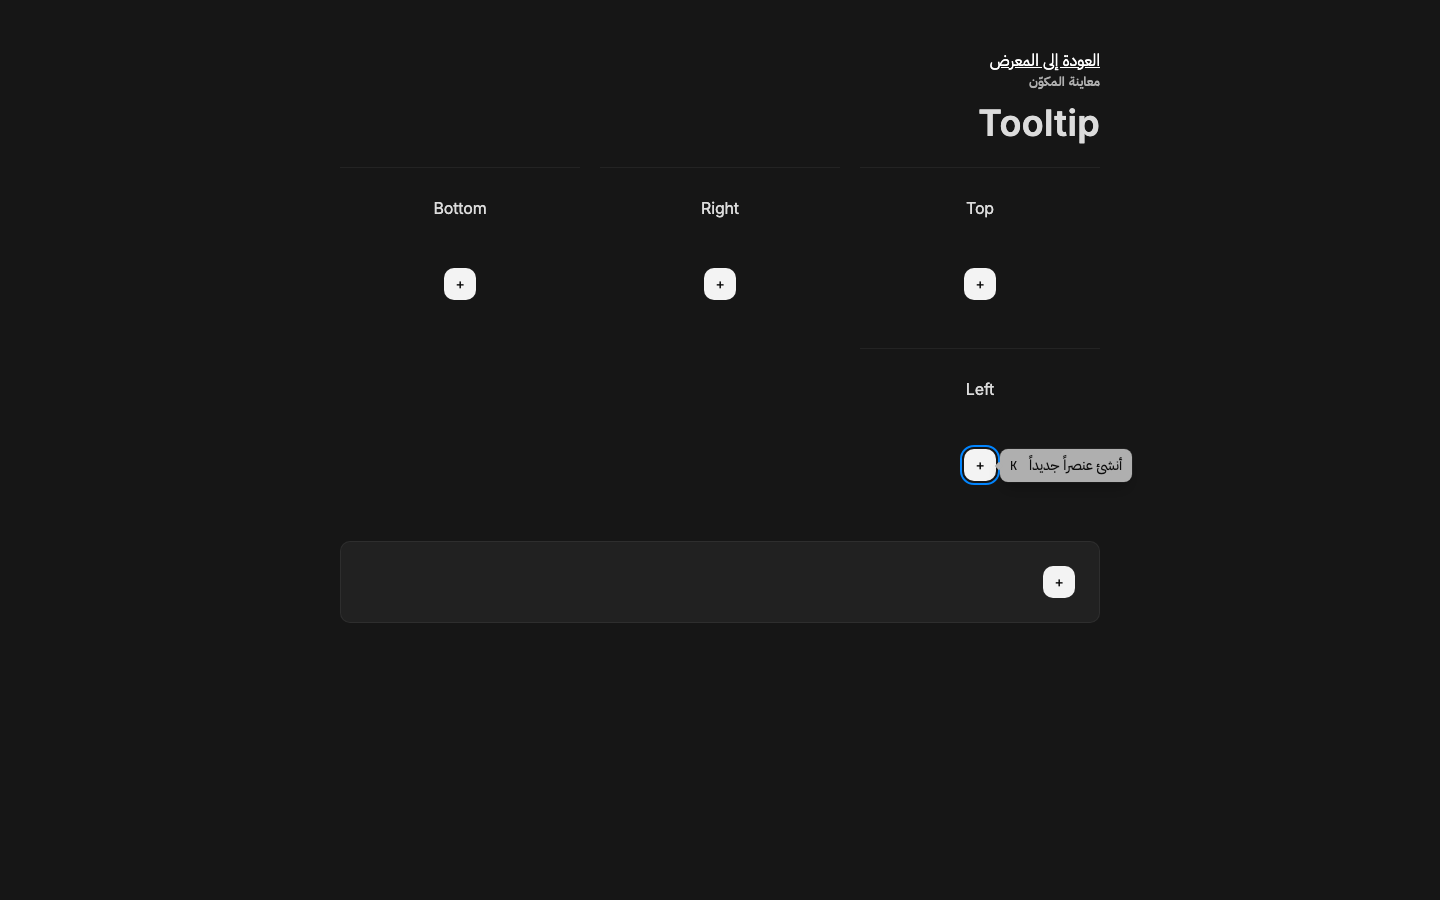 العودة إلى المعرض
معاينة المكوّن
Tooltip
Top
Right
Bottom
+
+
+
Left
+
أنشئ عنصراً جديداً K
+